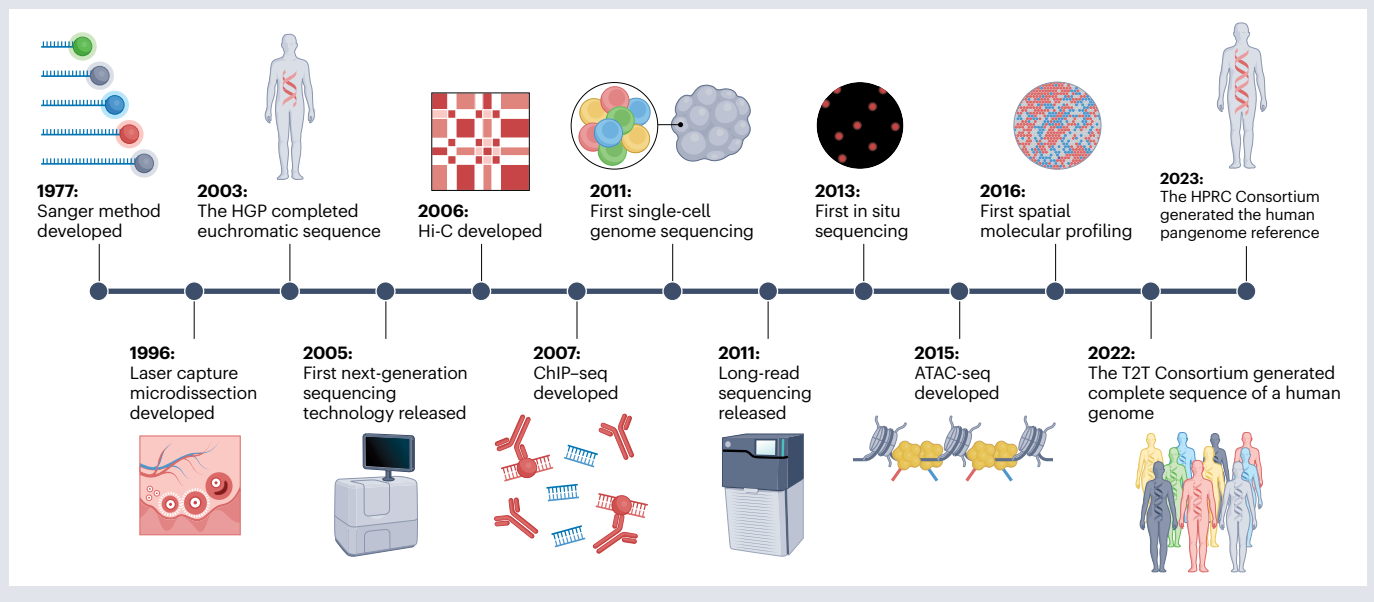 1977:
Sanger method
developed
2003:
The HGP completed
euchromatic sequence
2006:
Hi-C developed
2011:
First single-cell
genome sequencing
2013:
First in situ
sequencing
2016:
First spatial
molecular profiling
2023:
The HPRC Consortium
generated the human
pangenome reference
1996:
Laser capture
microdissection
developed
2005:
First next-generation
sequencing
technology released
2007:
ChIP–seq
developed
2011:
Long-read
sequencing
released
2015:
ATAC-seq
developed
2022:
The T2T Consortium generated
complete sequence of a human
genome